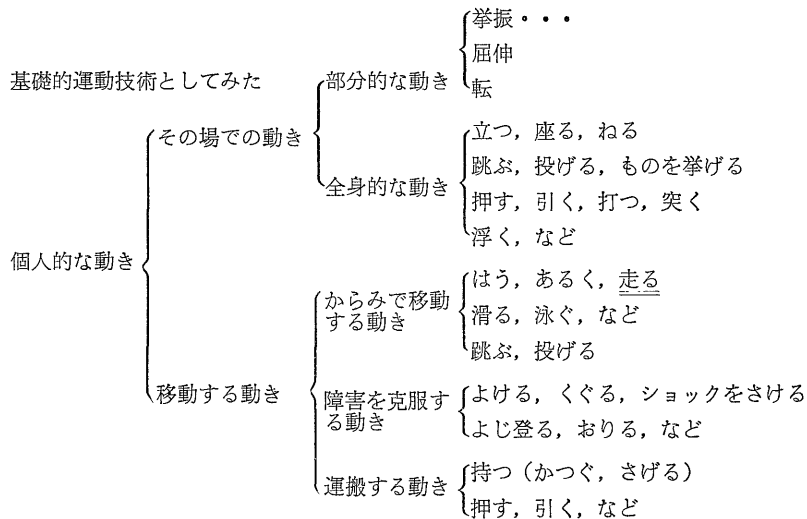 基礎的運動技術としてみた
個人的な動き
その場での動き
部分的な動き
挙振・・・
屈伸
転
全身的な動き
立つ，座る，ねる
跳ぶ，投げる，ものを挙げる
押す，引く，打つ，突く
浮く，など
移動する動き
からみで移動
する動き
はう，あるく，走る
滑る，泳ぐ，など
跳ぶ，投げる
障害を克服す
る動き
よける，くぐる，ショックをさける
よじ登る，おりる，など
運搬する動き
持つ（かつぐ，さげる）
押す，引く，など